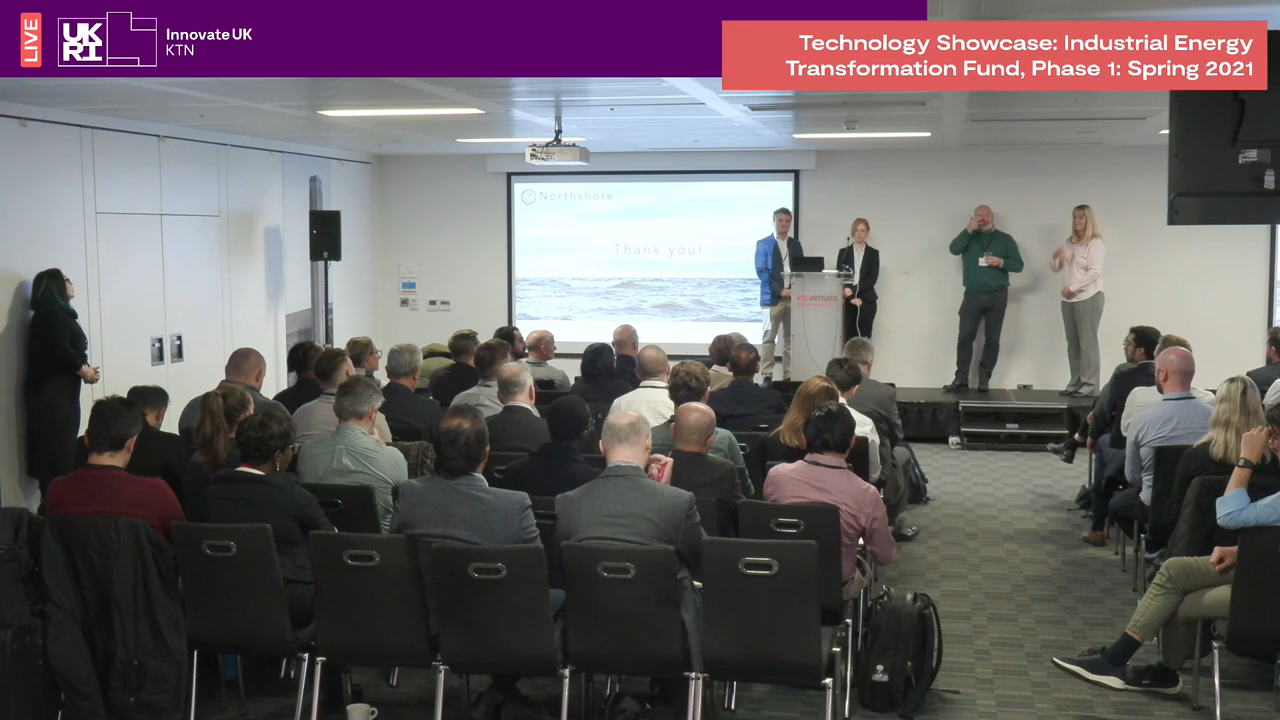 LIVE
UK
RI
Innovate UK
KTN
Technology Showcase: Industrial Energy
Transformation Fund, Phase 1: Spring 2021
Northshore
Thank you!
etc.venues